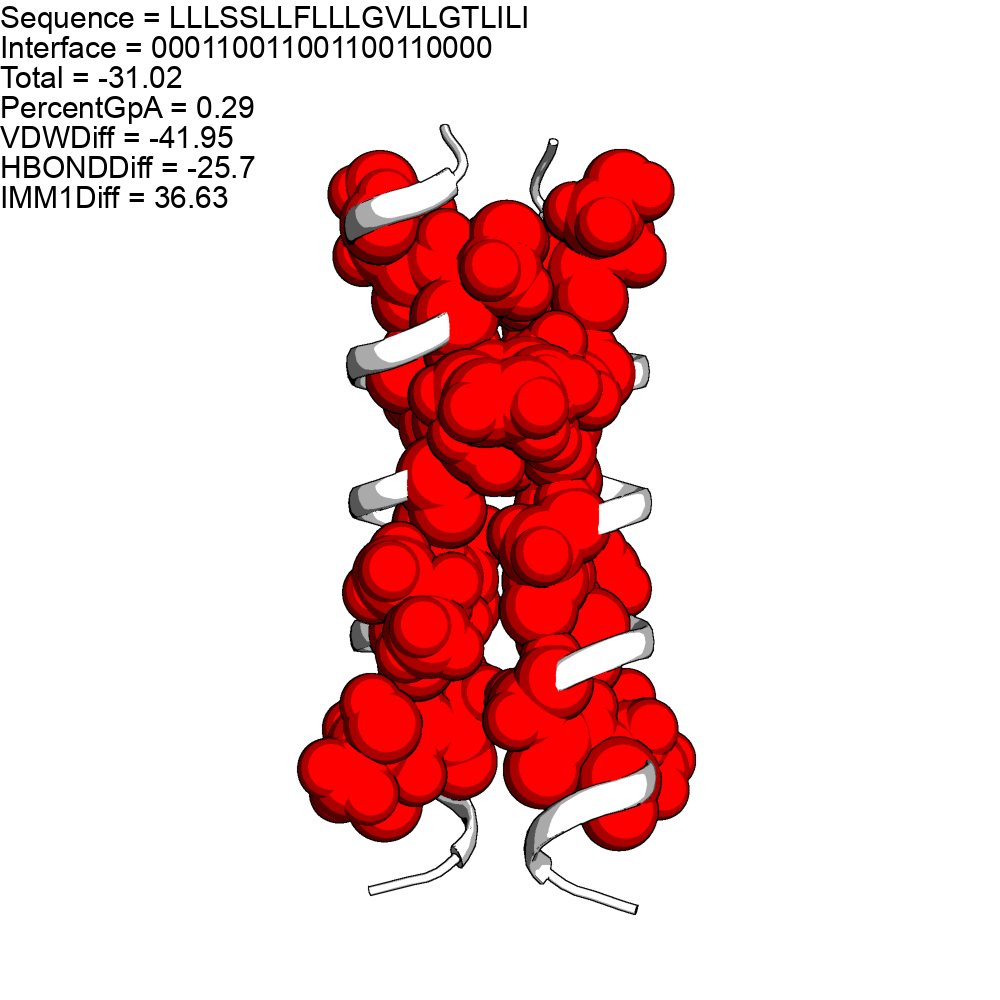 Sequence = LLLSSLLFLLLGVLLGTLILI
Interface = 000110011001100110000
Total = -31.02
PercentGpA = 0.29
VDWDiff = -41.95
HBONDDiff = -25.7
IMM1Diff = 36.63